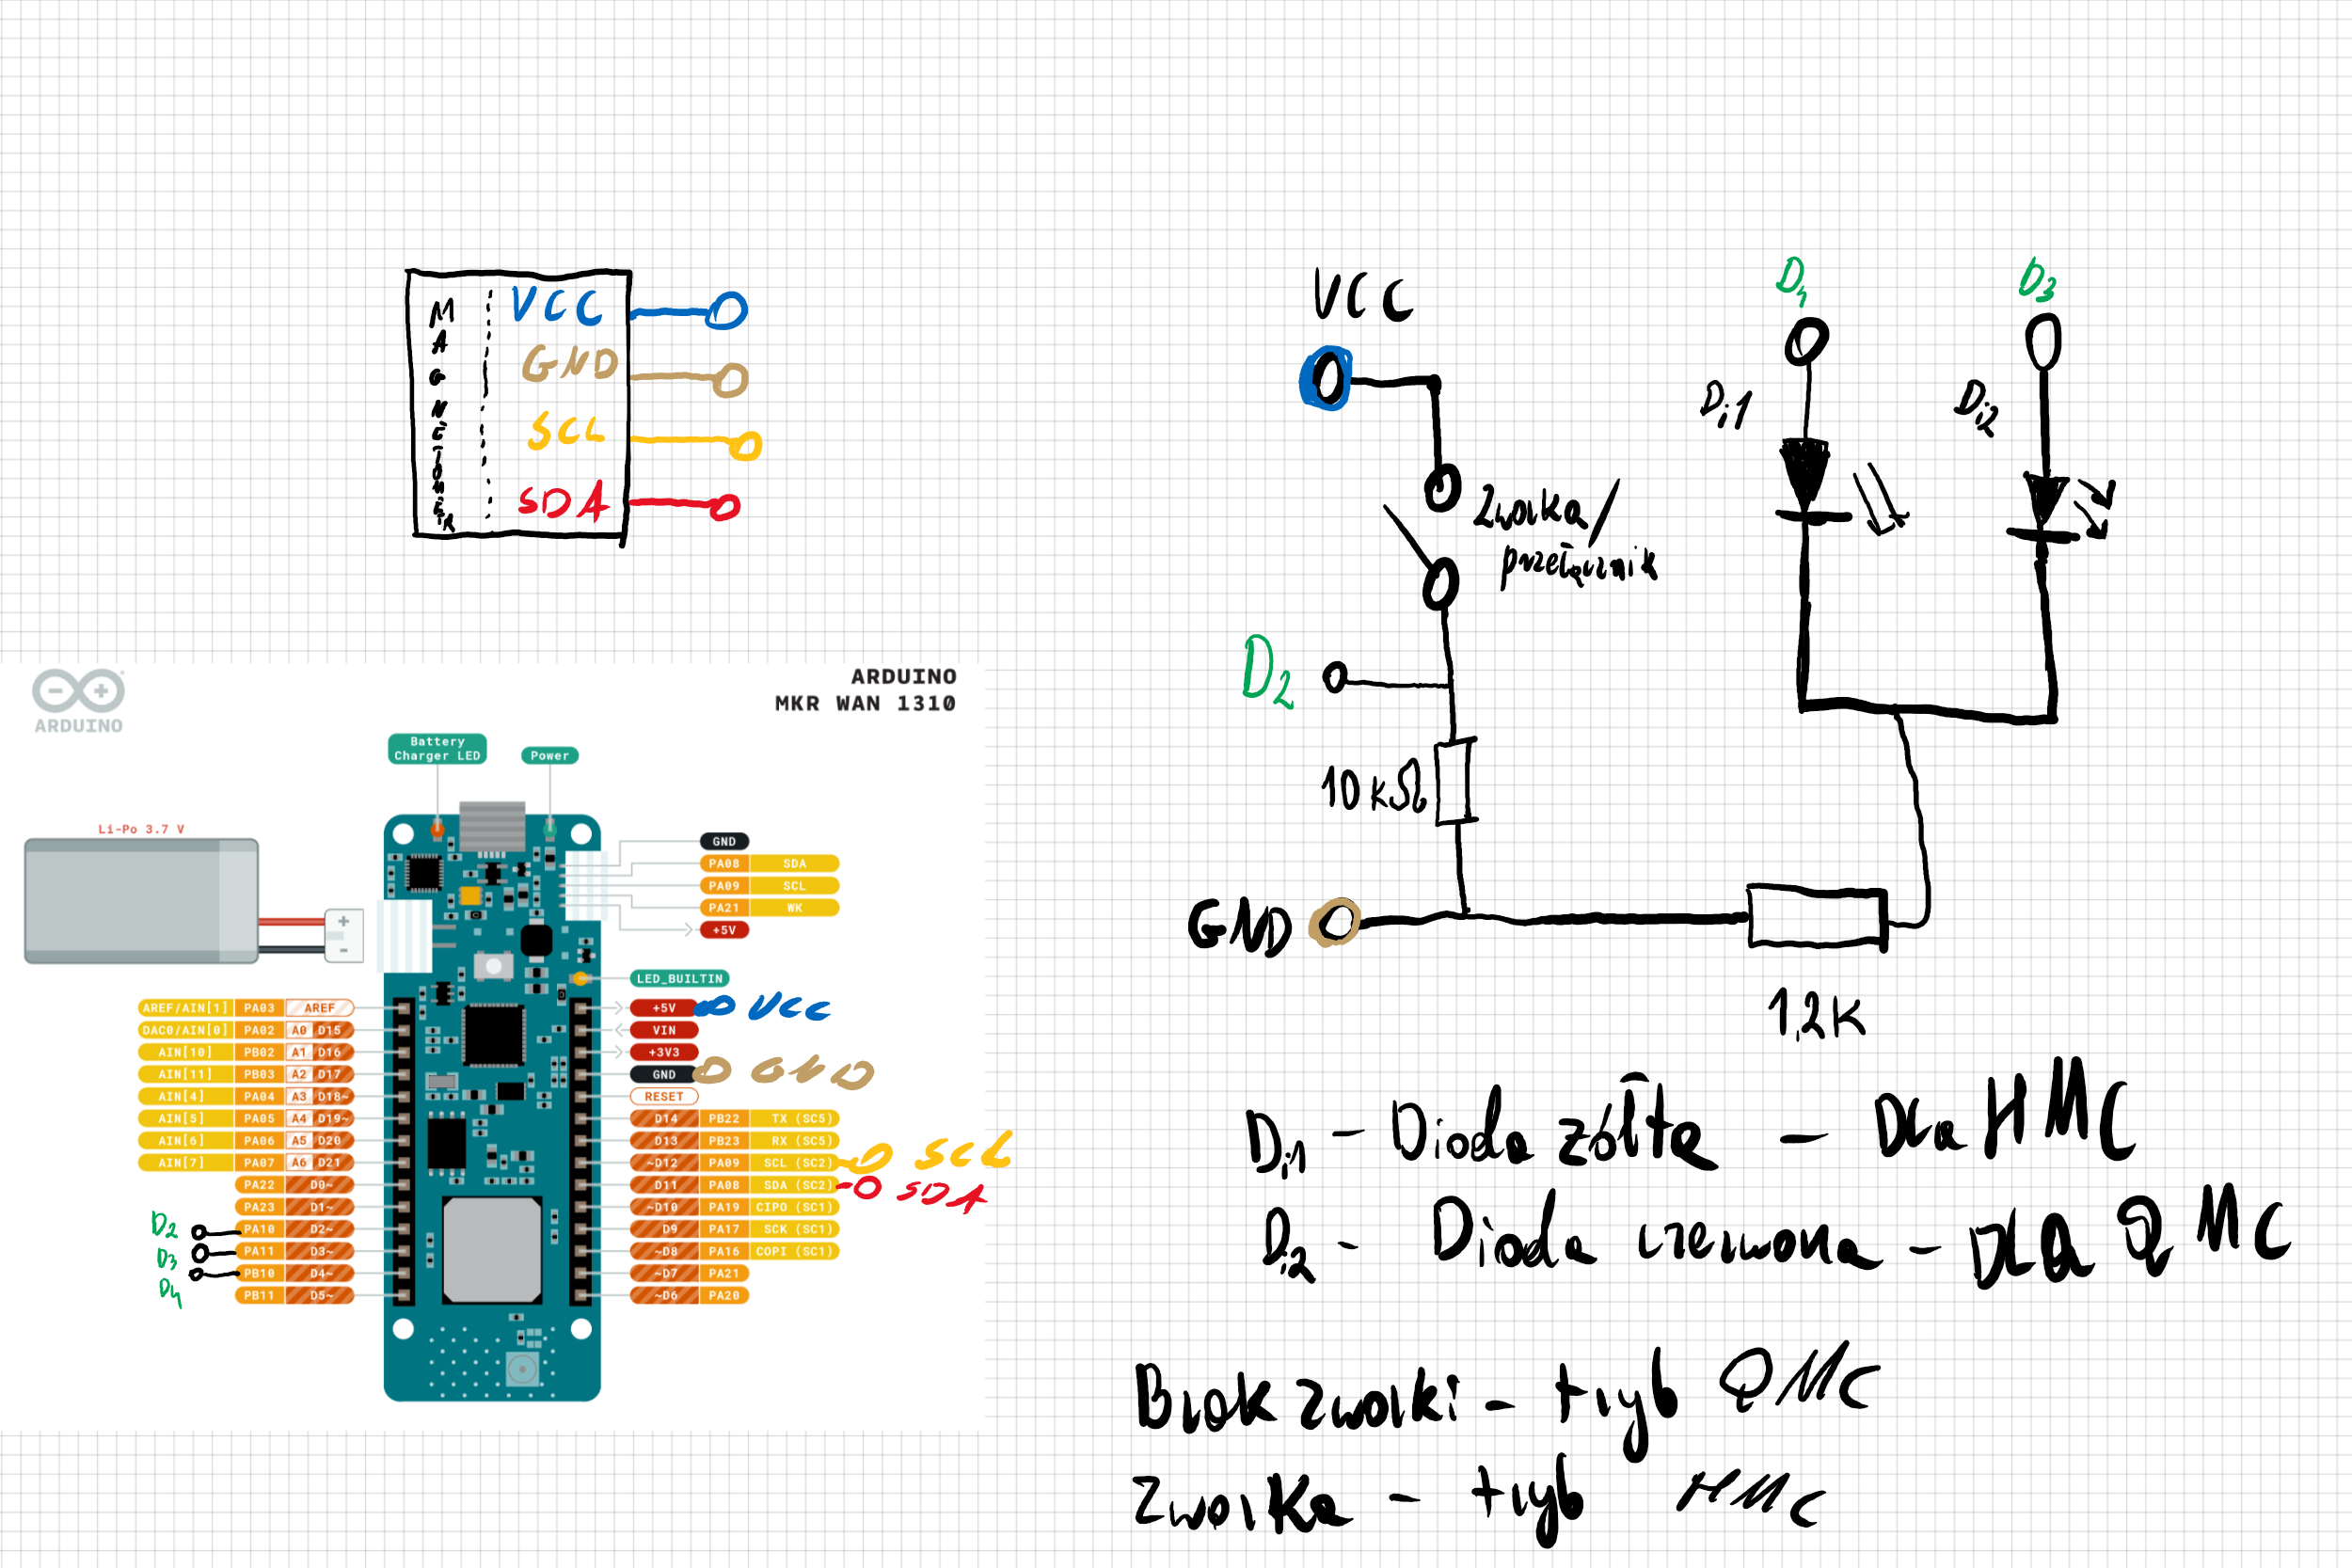 VCC
GND
SCL
SDA
MAGNETOMETR
VCC
Zworka/
przełącznik
D2
10 kΩ
GND
D4
D3
Di1
Di2
1,2K
Di1 - Dioda żółta - Dla HMC
Di2 - Dioda czerwona - Dla QMC
Brak zworki - tryb QMC
Zworka - tryb HMC
ARDUINO
ARDUINO
MKR WAN 1310
Battery
Charger LED
Power
Li-Po 3.7 V
+
-
GND
PA08 SDA
PA09 SCL
PA21 WK
+5V
LED_BUILTIN
AREF/AIN[1] PA03 AREF
DAC0/AIN[0] PA02 A0 D15
AIN[10] PB02 A1 D16
AIN[11] PB03 A2 D17
AIN[4] PA04 A3 D18~
AIN[5] PA05 A4 D19~
AIN[6] PA06 A5 D20
AIN[7] PA07 A6 D21
PA22 D0~
PA23 D1~
D2 PA10 D2~
D3 PA11 D3~
D4 PB10 D4~
PB11 D5~
+5V VCC
VIN
+3V3
GND GND
RESET
D14 PB22 TX (SC5)
D13 PB23 RX (SC5)
~D12 PA09 SCL (SC2) SCL
D11 PA08 SDA (SC2) SDA
~D10 PA19 CIPO (SC1)
D9 PA17 SCK (SC1)
~D8 PA16 COPI (SC1)
~D7 PA21
~D6 PA20